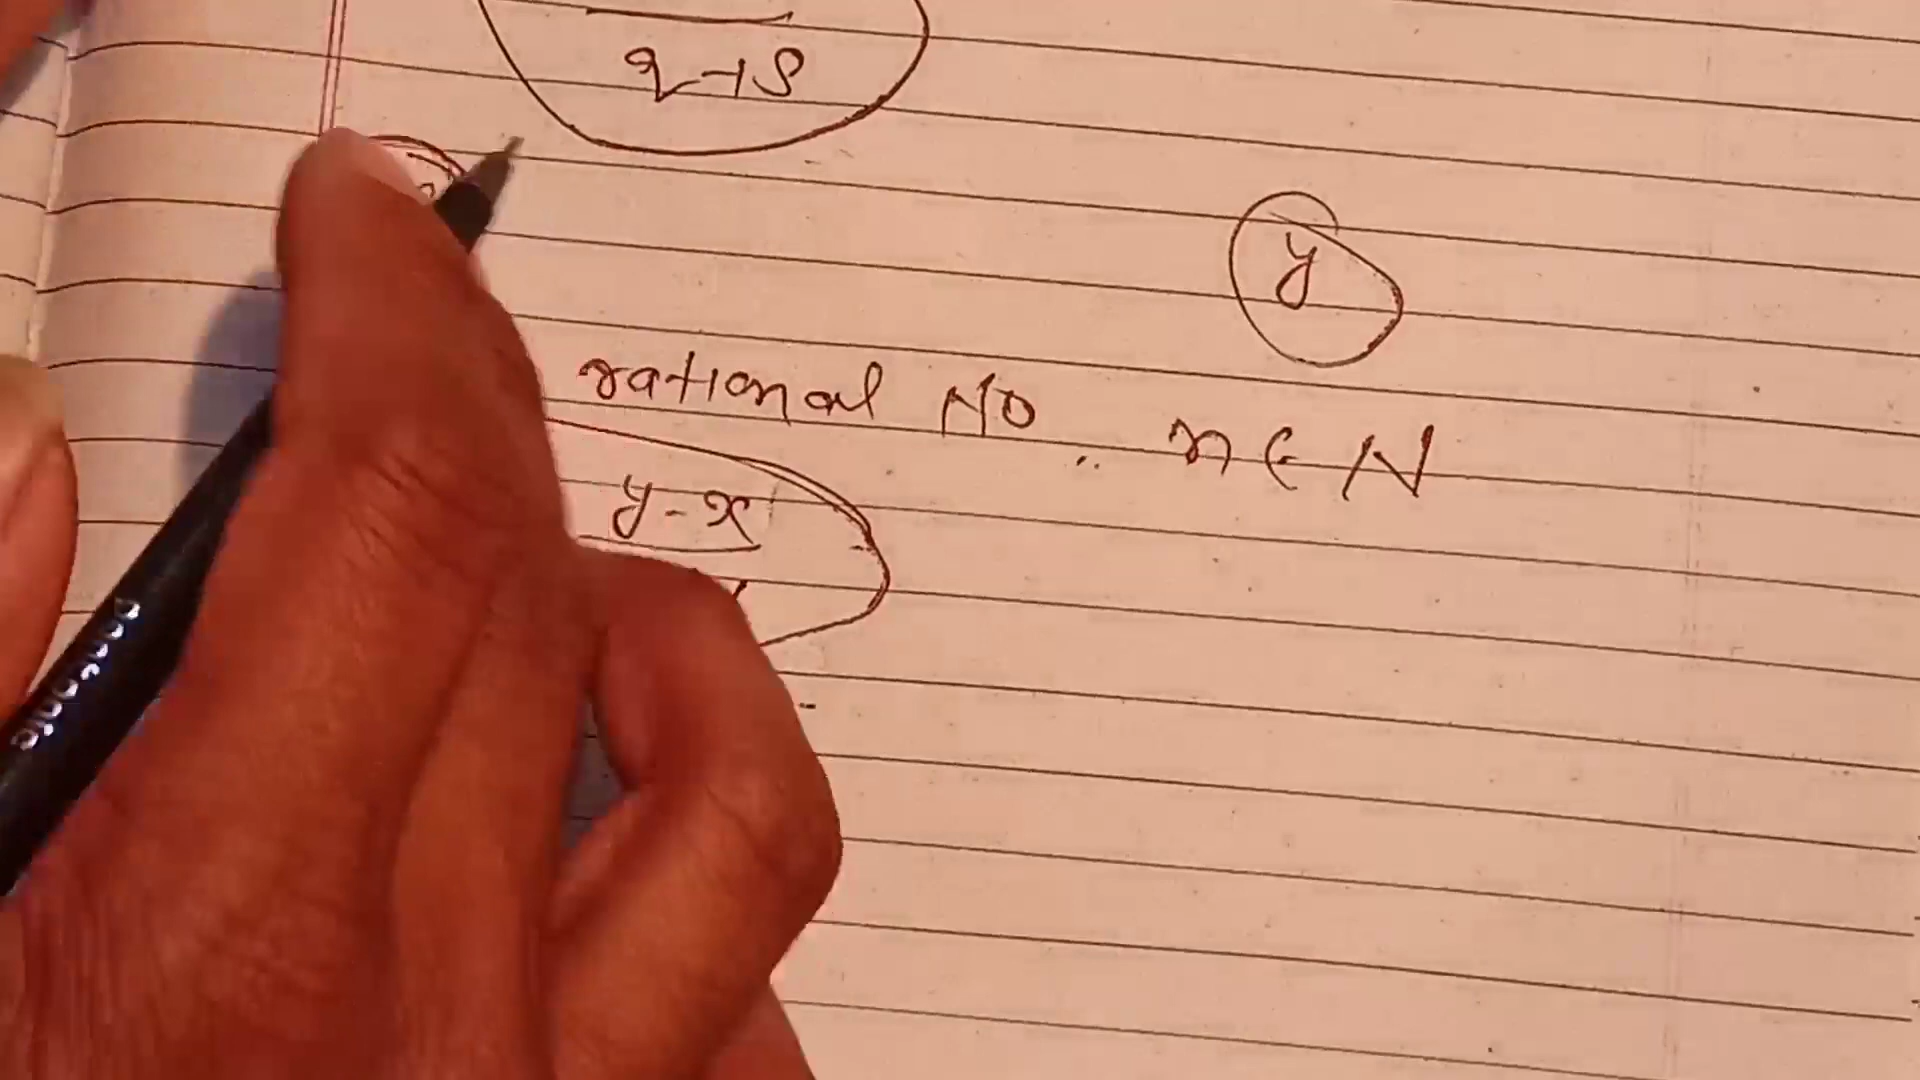 q+s
y
rational No. n ∈ N
y-x